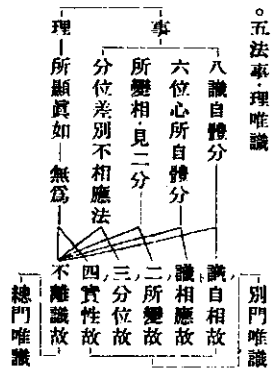 ○五法事・理唯識
事
八識自體分
六位心所自體分
所變相・見二分
分位差別不相應法
理
所顯眞如
無爲
別門唯識
識自相故
識相應故
二所變故
三分位故
四實性故
不離識故
總門唯識